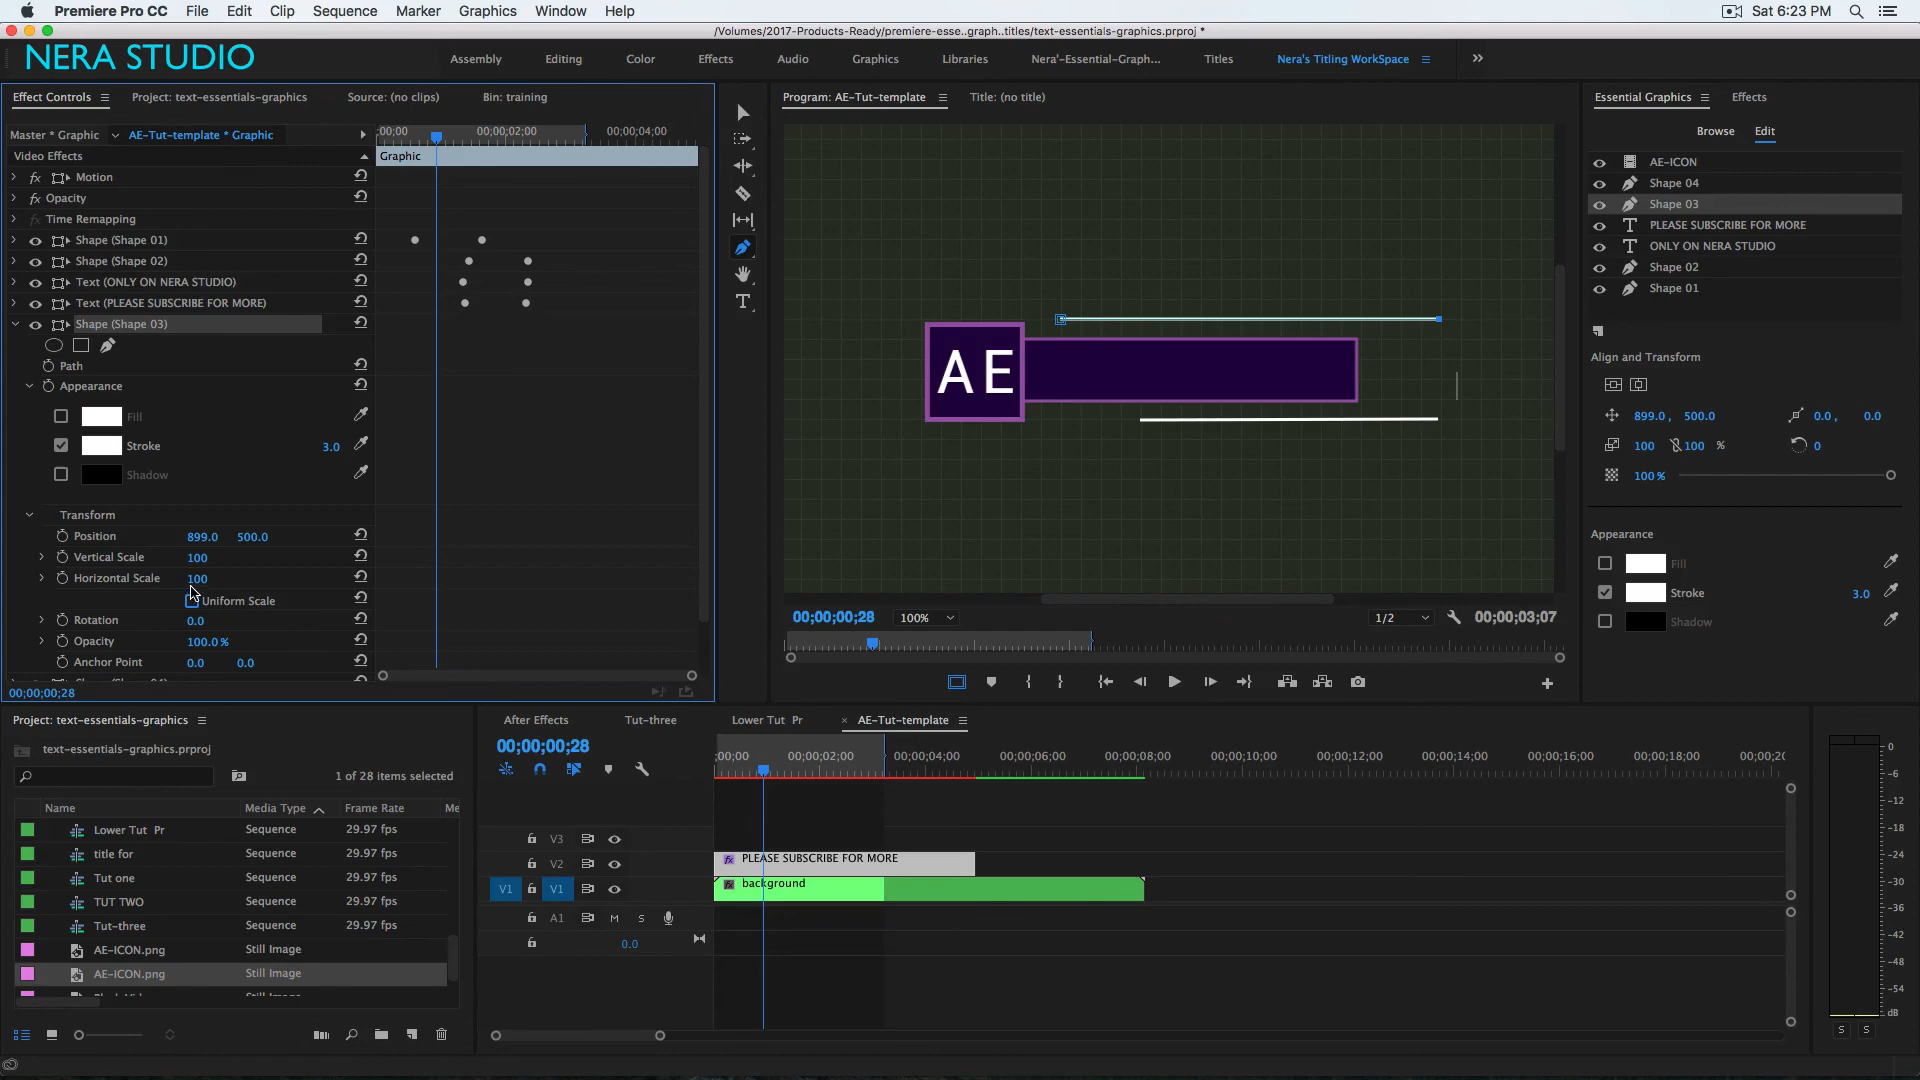 Premiere Pro CC File Edit Clip Sequence Marker Graphics Window Help Sat 6:23 PM
/Volumes/2017-Products-Ready/premiere-esse..graph..titles/text-essentials-graphics.prproj *
NERA STUDIO Assembly Editing Color Effects Audio Graphics Libraries Nera'-Essential-Graph... Titles Nera's Titling WorkSpace
Effect Controls Project: text-essentials-graphics Source: (no clips) Bin: training
Master * Graphic AE-Tut-template * Graphic
:00;00 00;00;02;00 00;00;04;00
Video Effects
Graphic
fx Motion
fx Opacity
fx Time Remapping
Shape (Shape 01)
Shape (Shape 02)
Text (ONLY ON NERA STUDIO)
Text (PLEASE SUBSCRIBE FOR MORE)
Shape (Shape 03)
Path
Appearance
Fill
Stroke 3.0
Shadow
Transform
Position 899.0 500.0
Vertical Scale 100
Horizontal Scale 100
Uniform Scale
Rotation 0.0
Opacity 100.0 %
Anchor Point 0.0 0.0
00;00;00;28
Program: AE-Tut-template Title: (no title)
AE
00;00;00;28 100% 1/2 00;00;03;07
Essential Graphics Effects
Browse Edit
AE-ICON
Shape 04
Shape 03
PLEASE SUBSCRIBE FOR MORE
ONLY ON NERA STUDIO
Shape 02
Shape 01
Align and Transform
899.0 , 500.0 0.0 , 0.0
100 100 % 0
100 %
Appearance
Fill
Stroke 3.0
Shadow
Project: text-essentials-graphics
text-essentials-graphics.prproj
1 of 28 items selected
Name Media Type Frame Rate Me
Lower Tut Pr Sequence 29.97 fps
title for Sequence 29.97 fps
Tut one Sequence 29.97 fps
TUT TWO Sequence 29.97 fps
Tut-three Sequence 29.97 fps
AE-ICON.png Still Image
AE-ICON.png Still Image
After Effects Tut-three Lower Tut Pr × AE-Tut-template
00;00;00;28
;00;00 00;00;02;00 00;00;04;00 00;00;06;00 00;00;08;00 00;00;10;00 00;00;12;00 00;00;14;00 00;00;16;00 00;00;18;00 00;00;20
V3
V2 fx PLEASE SUBSCRIBE FOR MORE
V1 V1 fx background
A1 M S
0.0
0
-6
-12
-18
-24
-30
-36
-42
-48
-54
dB
S S